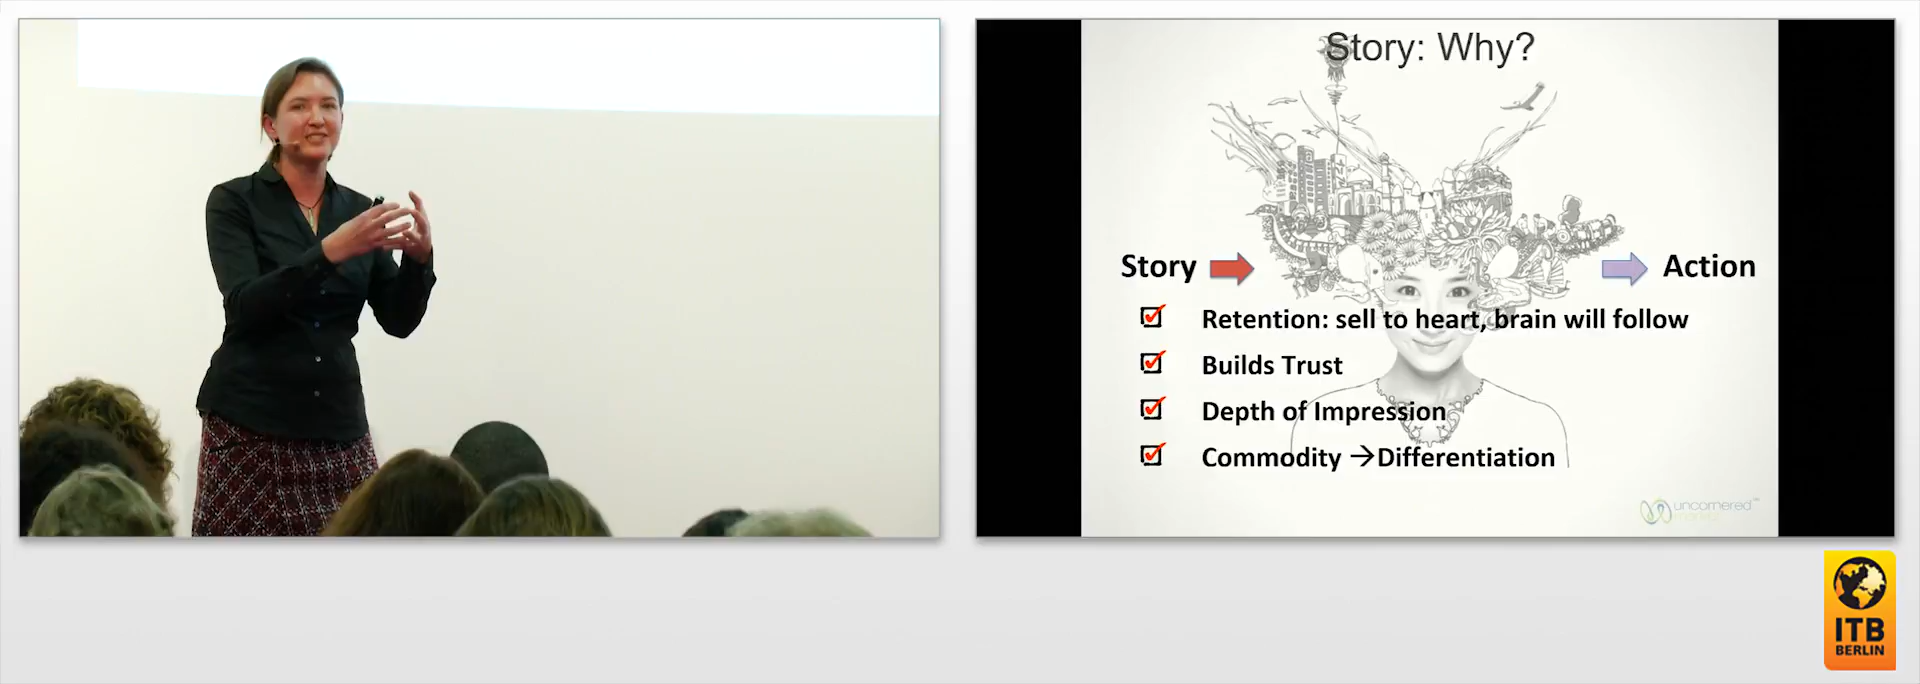 Story: Why?
Story Action
Retention: sell to heart, brain will follow
Builds Trust
Depth of Impression
Commodity →Differentiation
uncornered
market
ITB
BERLIN